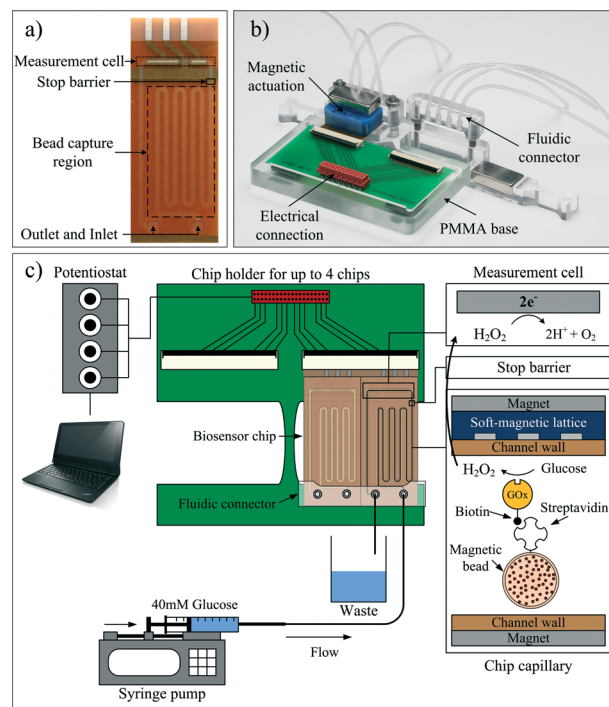 a)
Measurement cell
Stop barrier
Bead capture
region
Outlet and Inlet
b)
Magnetic
actuation
Fluidic
connector
Electrical
connection
PMMA base
c)
Potentiostat
Chip holder for up to 4 chips
Biosensor chip
Fluidic connector
40mM Glucose
Waste
Flow
Syringe pump
Measurement cell
2e⁻
H₂O₂
2H⁺ + O₂
Stop barrier
Magnet
Soft-magnetic lattice
Channel wall
H₂O₂
Glucose
GOx
Biotin
Streptavidin
Magnetic
bead
Channel wall
Magnet
Chip capillary